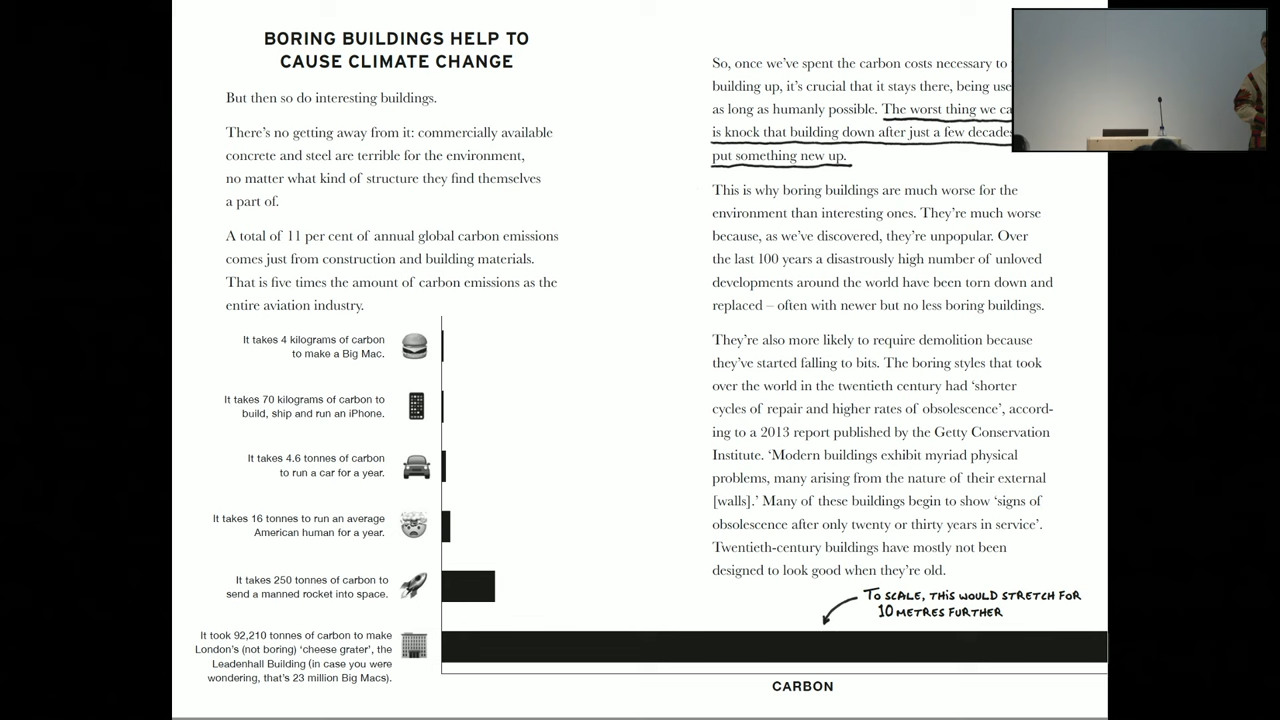 BORING BUILDINGS HELP TO
CAUSE CLIMATE CHANGE
But then so do interesting buildings.
There's no getting away from it: commercially available
concrete and steel are terrible for the environment,
no matter what kind of structure they find themselves
a part of.
A total of 11 per cent of annual global carbon emissions
comes just from construction and building materials.
That is five times the amount of carbon emissions as the
entire aviation industry.
It takes 4 kilograms of carbon
to make a Big Mac.
It takes 70 kilograms of carbon to
build, ship and run an iPhone.
It takes 4.6 tonnes of carbon
to run a car for a year.
It takes 16 tonnes to run an average
American human for a year.
It takes 250 tonnes of carbon to
send a manned rocket into space.
It took 92,210 tonnes of carbon to make
London's (not boring) 'cheese grater', the
Leadenhall Building (in case you were
wondering, that's 23 million Big Macs).
So, once we've spent the carbon costs necessary to
building up, it's crucial that it stays there, being
as long as humanly possible. The worst thing we
is knock that building down after just a few decades
put something new up.
This is why boring buildings are much worse for the
environment than interesting ones. They're much worse
because, as we've discovered, they're unpopular. Over
the last 100 years a disastrously high number of unloved
developments around the world have been torn down and
replaced – often with newer but no less boring buildings.
They're also more likely to require demolition because
they've started falling to bits. The boring styles that took
over the world in the twentieth century had 'shorter
cycles of repair and higher rates of obsolescence', accord-
ing to a 2013 report published by the Getty Conservation
Institute. 'Modern buildings exhibit myriad physical
problems, many arising from the nature of their external
[walls].' Many of these buildings begin to show 'signs of
obsolescence after only twenty or thirty years in service'.
Twentieth-century buildings have mostly not been
designed to look good when they're old.
TO SCALE, THIS WOULD STRETCH FOR
10 METRES FURTHER
CARBON